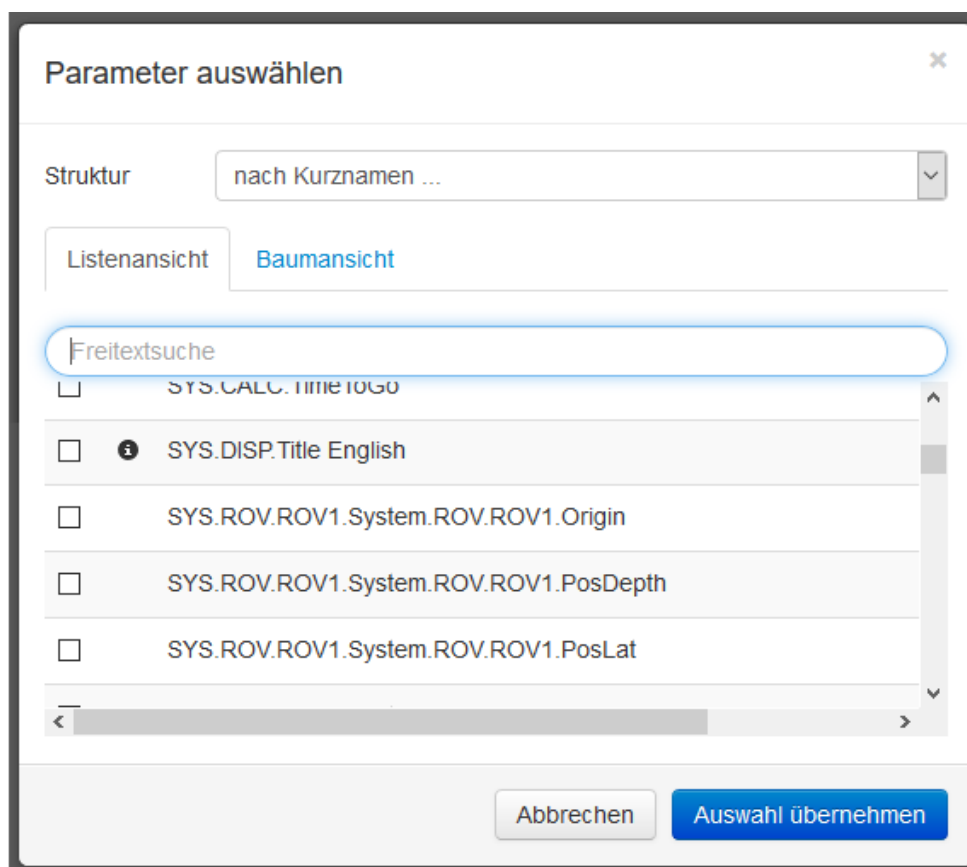 Parameter auswählen
×
Struktur
nach Kurznamen ...
Listenansicht
Baumansicht
Freitextsuche
SYS.CALC.TimeToGo
SYS.DISP.Title English
SYS.ROV.ROV1.System.ROV.ROV1.Origin
SYS.ROV.ROV1.System.ROV.ROV1.PosDepth
SYS.ROV.ROV1.System.ROV.ROV1.PosLat
Abbrechen
Auswahl übernehmen